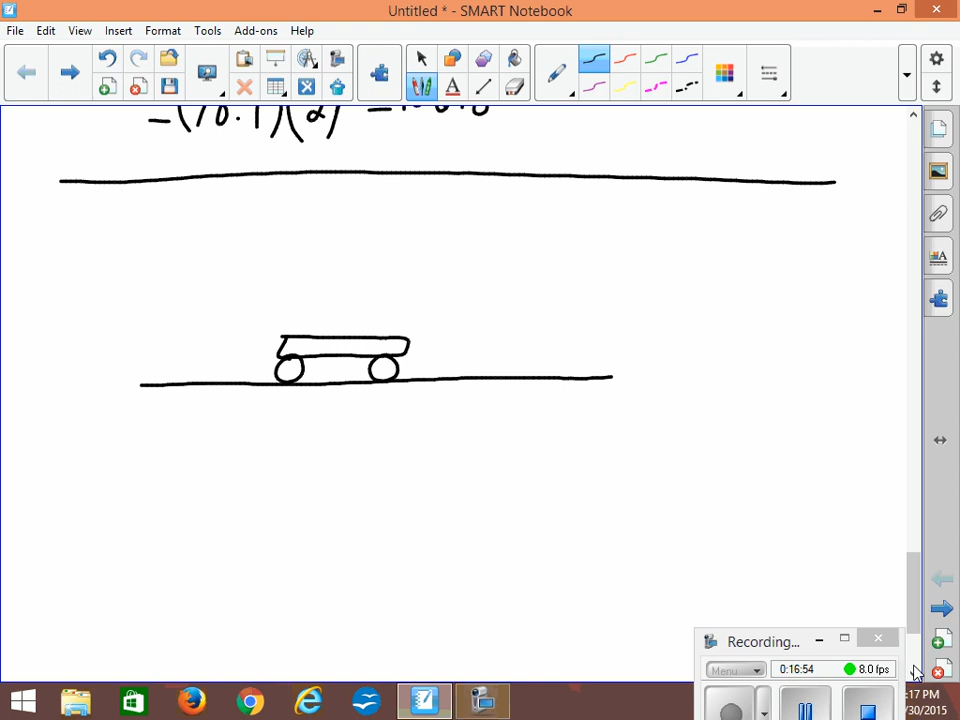 Untitled * - SMART Notebook
File Edit View Insert Format Tools Add-ons Help
Recording...
Menu 0:16:54 8.0 fps
:17 PM
/30/2015